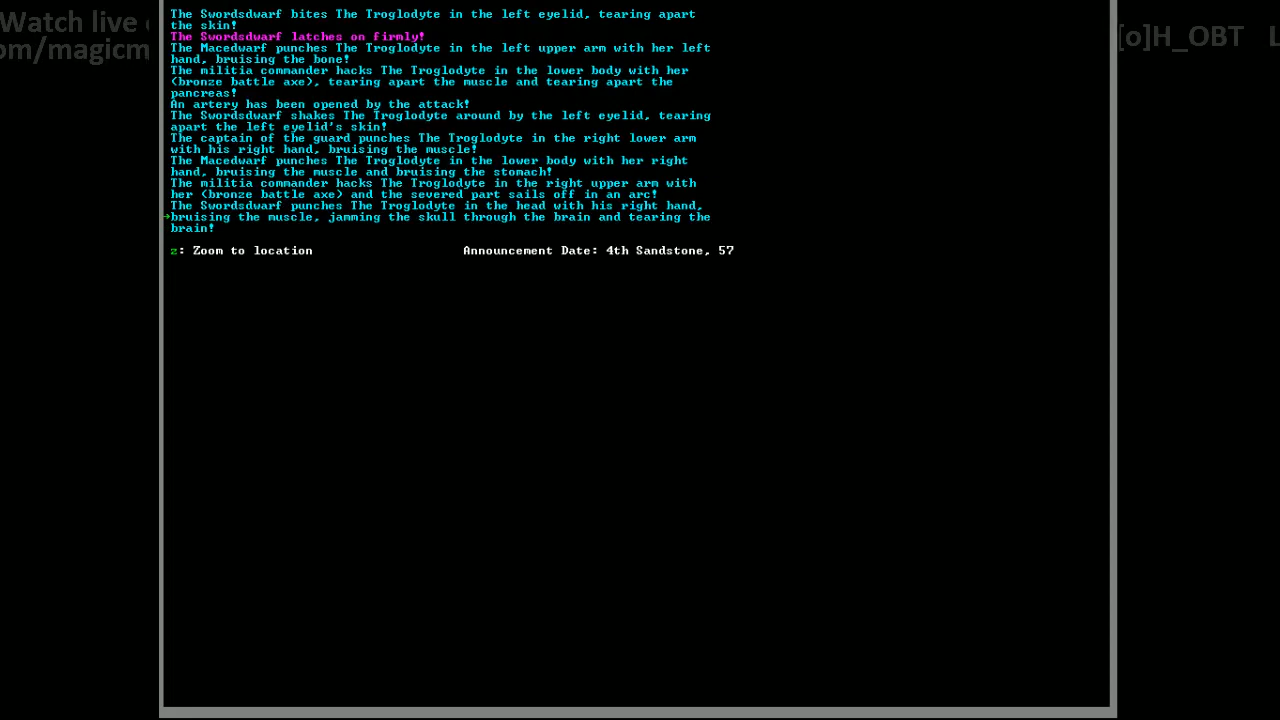 Watch live
om/magicm
[o]H_OBT L
The Swordsdwarf bites The Troglodyte in the left eyelid, tearing apart
the skin!
The Swordsdwarf latches on firmly!
The Macedwarf punches The Troglodyte in the left upper arm with her left
hand, bruising the bone!
The militia commander hacks The Troglodyte in the lower body with her
(bronze battle axe), tearing apart the muscle and tearing apart the
pancreas!
An artery has been opened by the attack!
The Swordsdwarf shakes The Troglodyte around by the left eyelid, tearing
apart the left eyelid's skin!
The captain of the guard punches The Troglodyte in the right lower arm
with his right hand, bruising the muscle!
The Macedwarf punches The Troglodyte in the lower body with her right
hand, bruising the muscle and bruising the stomach!
The militia commander hacks The Troglodyte in the right upper arm with
her (bronze battle axe) and the severed part sails off in an arc!
The Swordsdwarf punches The Troglodyte in the head with his right hand,
→bruising the muscle, jamming the skull through the brain and tearing the
brain!
z: Zoom to location Announcement Date: 4th Sandstone, 57